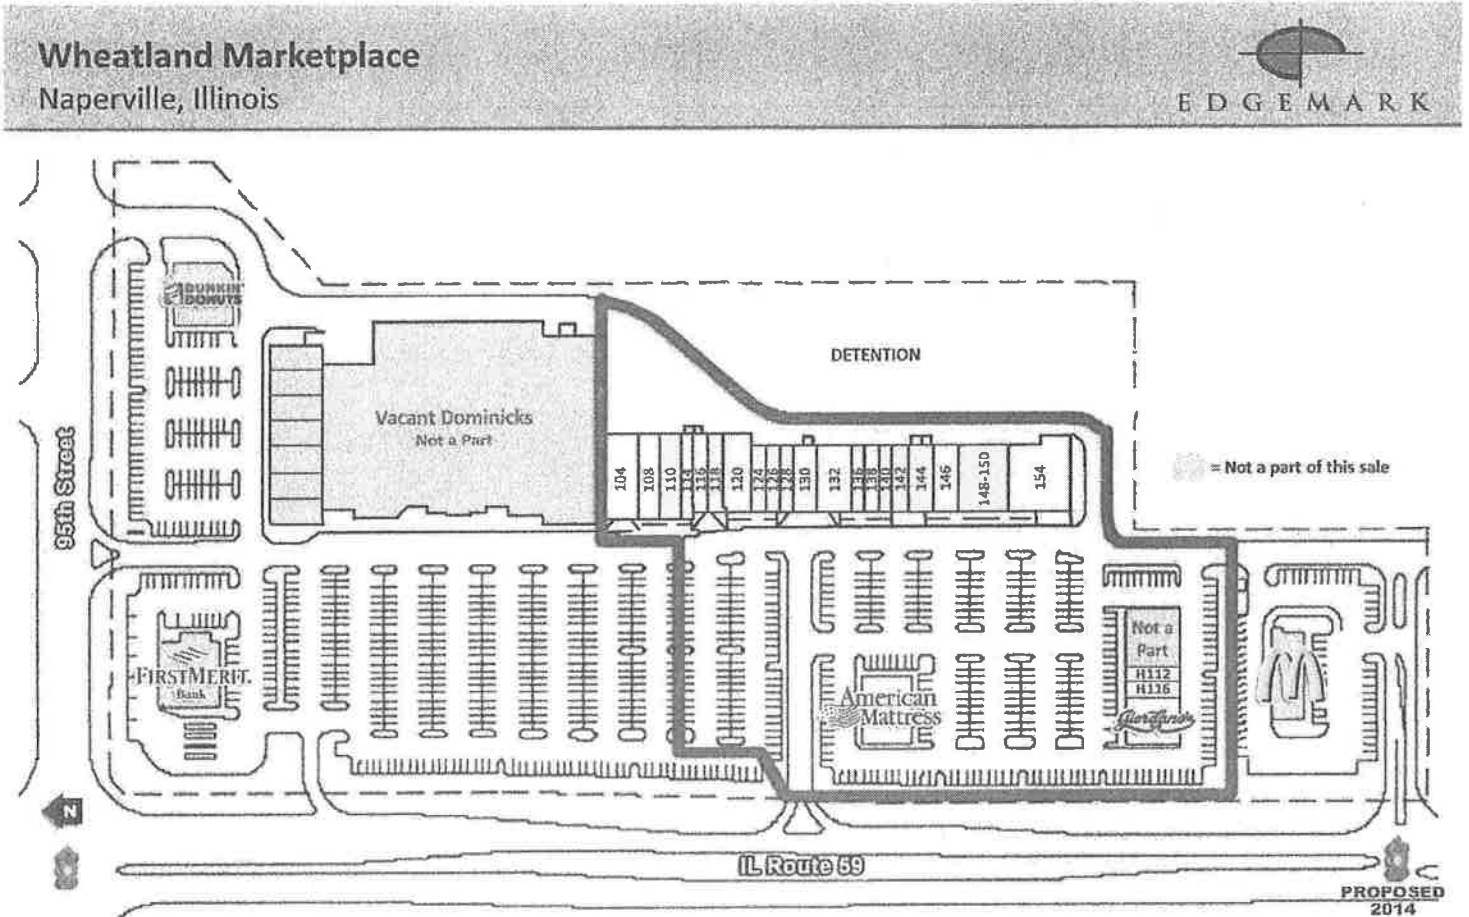 Wheatland Marketplace
Naperville, Illinois
EDGEMARK
DUNKIN'
DONUTS
DETENTION
Vacant Dominicks
Not a Part
95th Street
104
108
110
114
116
118
120
124
126
128
130
132
136
138
140
142
144
146
148-150
154
= Not a part of this sale
FIRSTMERIT.
Bank
American
Mattress
Not a
Part
H112
H116
Giordano's
N
IL Route 59
PROPOSED
2014